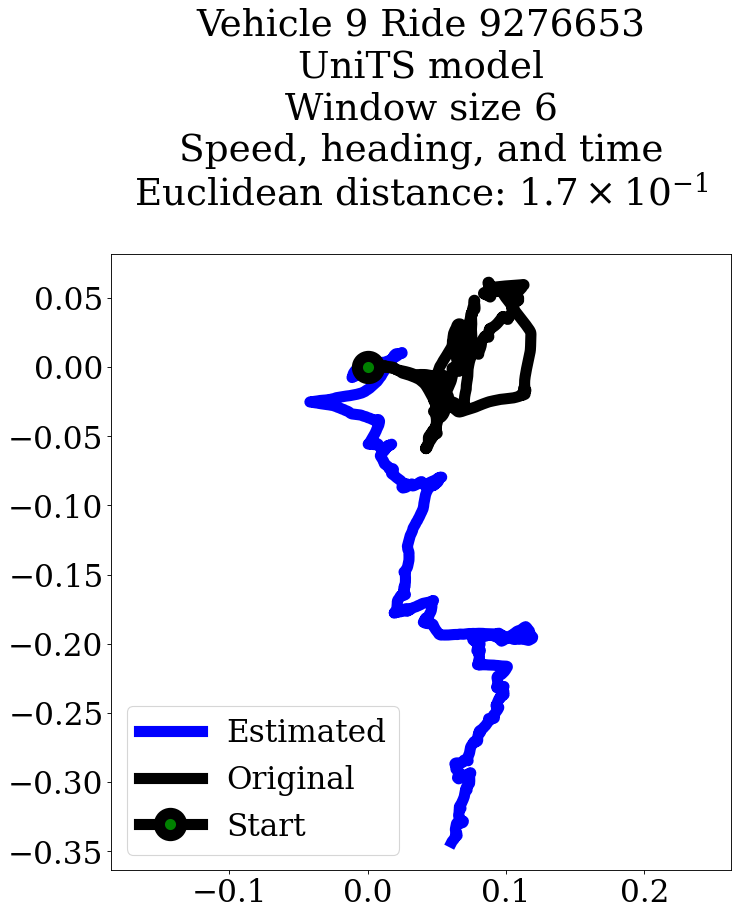 Vehicle 9 Ride 9276653
UniTS model
Window size 6
Speed, heading, and time
Euclidean distance: 1.7 × 10⁻¹
0.05
0.00
−0.05
−0.10
−0.15
−0.20
−0.25
−0.30
−0.35
Estimated
Original
Start
−0.1
0.0
0.1
0.2